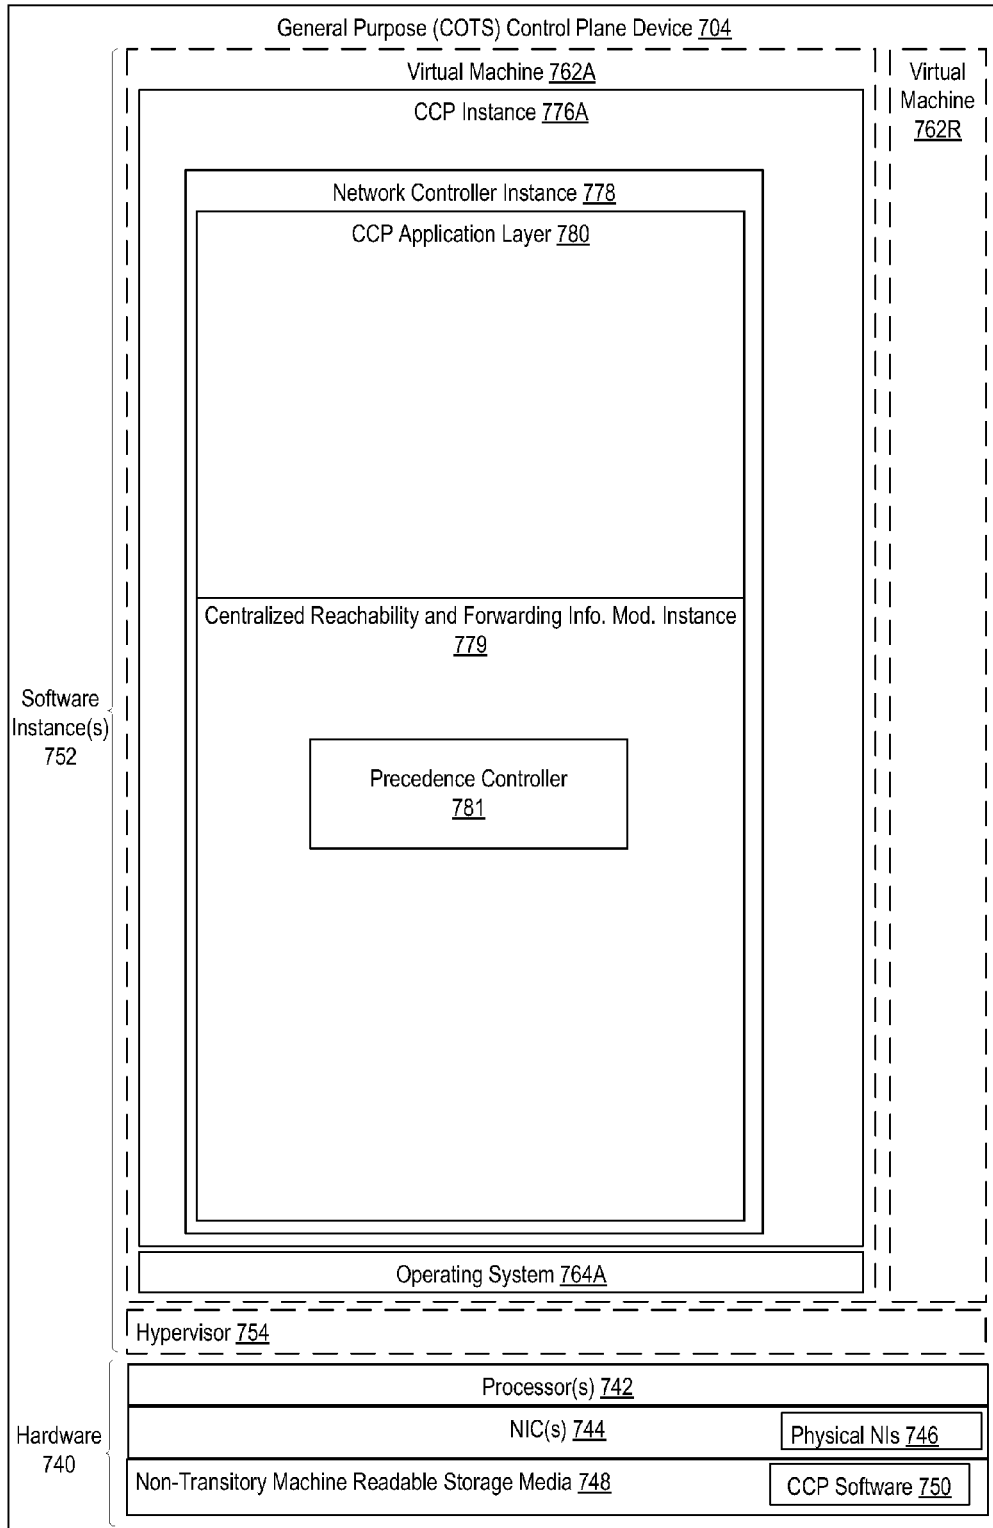 General Purpose (COTS) Control Plane Device 704
Virtual Machine 762A
Virtual
Machine
762R
CCP Instance 776A
Network Controller Instance 778
CCP Application Layer 780
Centralized Reachability and Forwarding Info. Mod. Instance
779
Software
Instance(s)
752
Precedence Controller
781
Operating System 764A
Hypervisor 754
Processor(s) 742
Hardware
740
NIC(s) 744
Physical NIs 746
Non-Transitory Machine Readable Storage Media 748
CCP Software 750